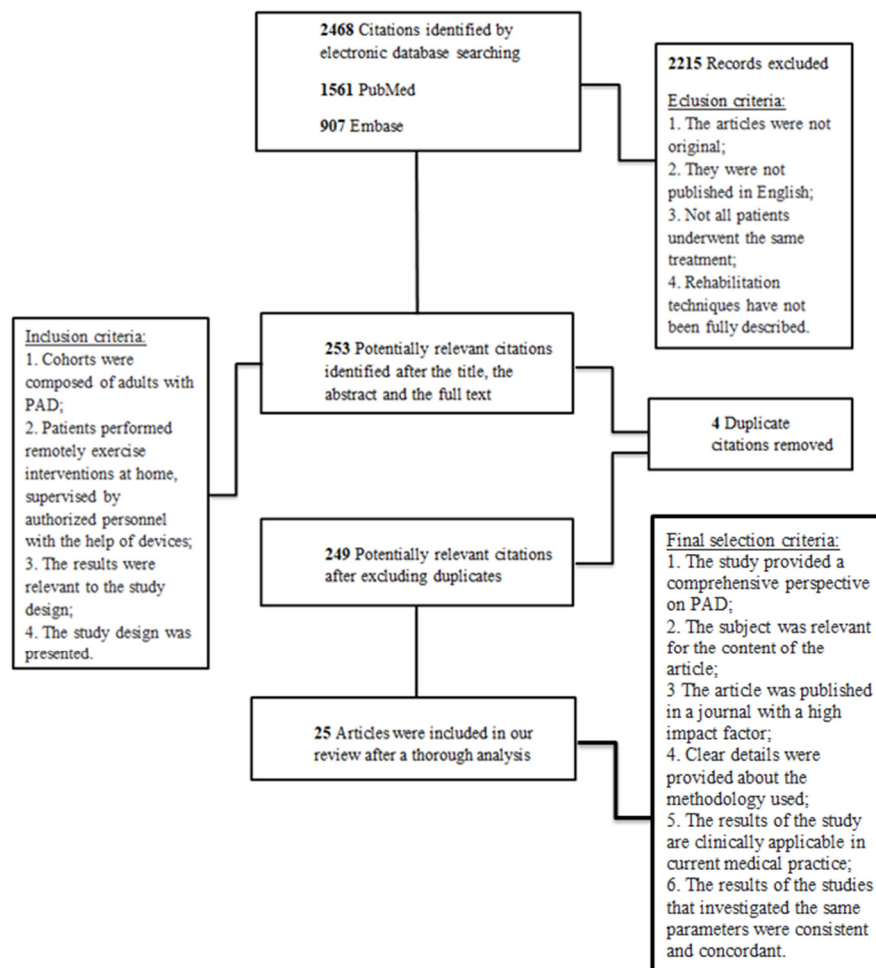 2468 Citations identified by
electronic database searching
1561 PubMed
907 Embase
2215 Records excluded
Eclusion criteria:
1. The articles were not
original;
2. They were not
published in English;
3. Not all patients
underwent the same
treatment;
4. Rehabilitation
techniques have not
been fully described.
Inclusion criteria:
1. Cohorts were
composed of adults with
PAD;
2. Patients performed
remotely exercise
interventions at home,
supervised by
authorized personnel
with the help of devices;
3. The results were
relevant to the study
design;
4. The study design was
presented.
253 Potentially relevant citations
identified after the title, the
abstract and the full text
4 Duplicate
citations removed
249 Potentially relevant citations
after excluding duplicates
25 Articles were included in our
review after a thorough analysis
Final selection criteria:
1. The study provided a
comprehensive perspective
on PAD;
2. The subject was relevant
for the content of the
article;
3 The article was published
in a journal with a high
impact factor;
4. Clear details were
provided about the
methodology used;
5. The results of the study
are clinically applicable in
current medical practice;
6. The results of the studies
that investigated the same
parameters were consistent
and concordant.